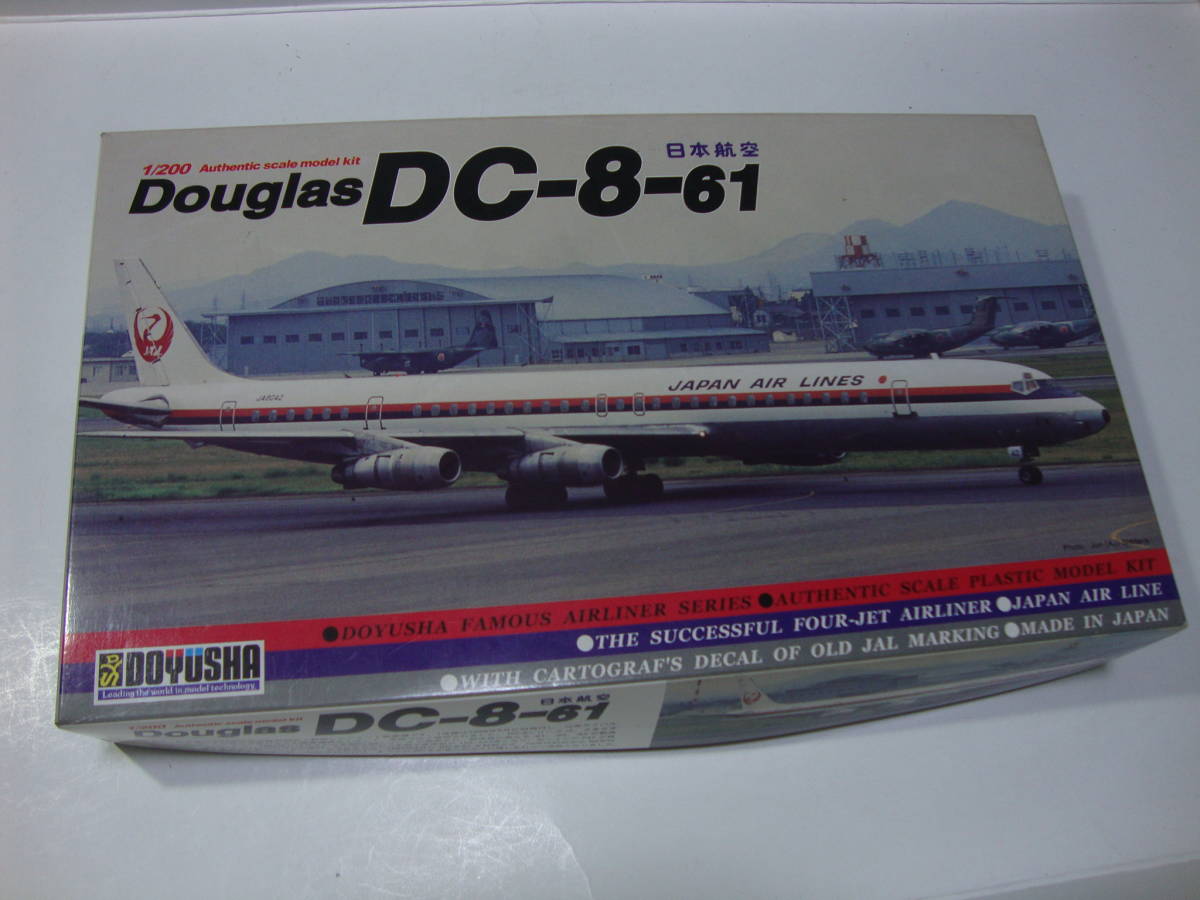 1/200 Authentic scale model kit
日本航空
Douglas DC-8-61
JAL
JA8042
JAPAN AIR LINES
●DOYUSHA FAMOUS AIRLINER SERIES ●AUTHENTIC SCALE PLASTIC MODEL KIT
●THE SUCCESSFUL FOUR-JET AIRLINER ●JAPAN AIR LINE
●WITH CARTOGRAF'S DECAL OF OLD JAL MARKING ●MADE IN JAPAN
DOYUSHA
Leading the world in model technology
1/200 Authentic scale model kit
日本航空
Douglas DC-8-61